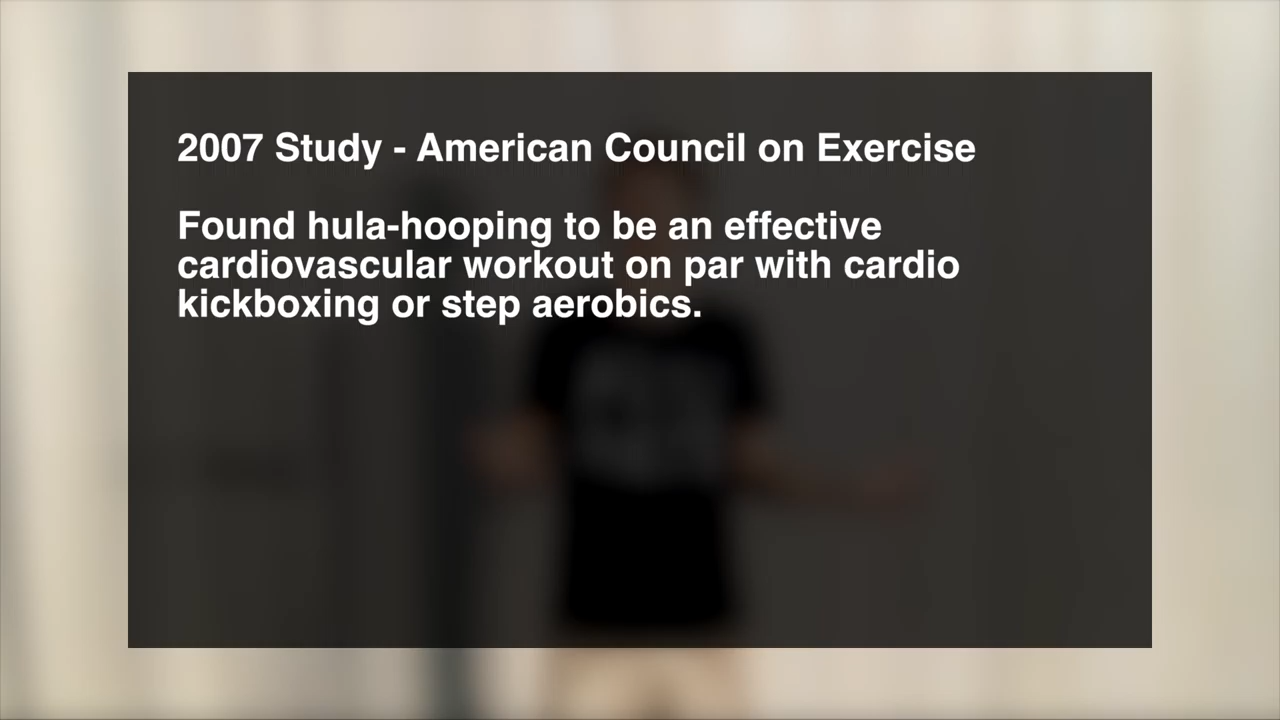 2007 Study - American Council on Exercise
Found hula-hooping to be an effective
cardiovascular workout on par with cardio
kickboxing or step aerobics.